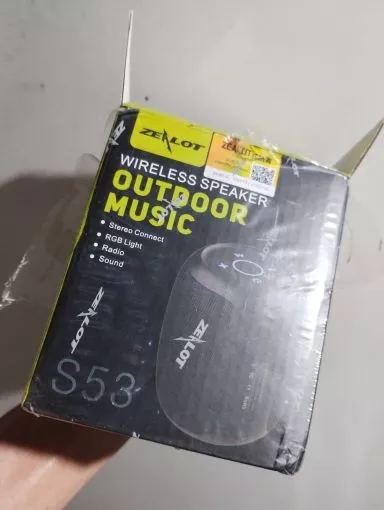 ZEALOT
ZEALOT
WIRELESS SPEAKER
OUTDOOR
MUSIC
• Stereo Connect
• RGB Light
• Radio
• Sound
ZEALOT
ZEALOT
S53